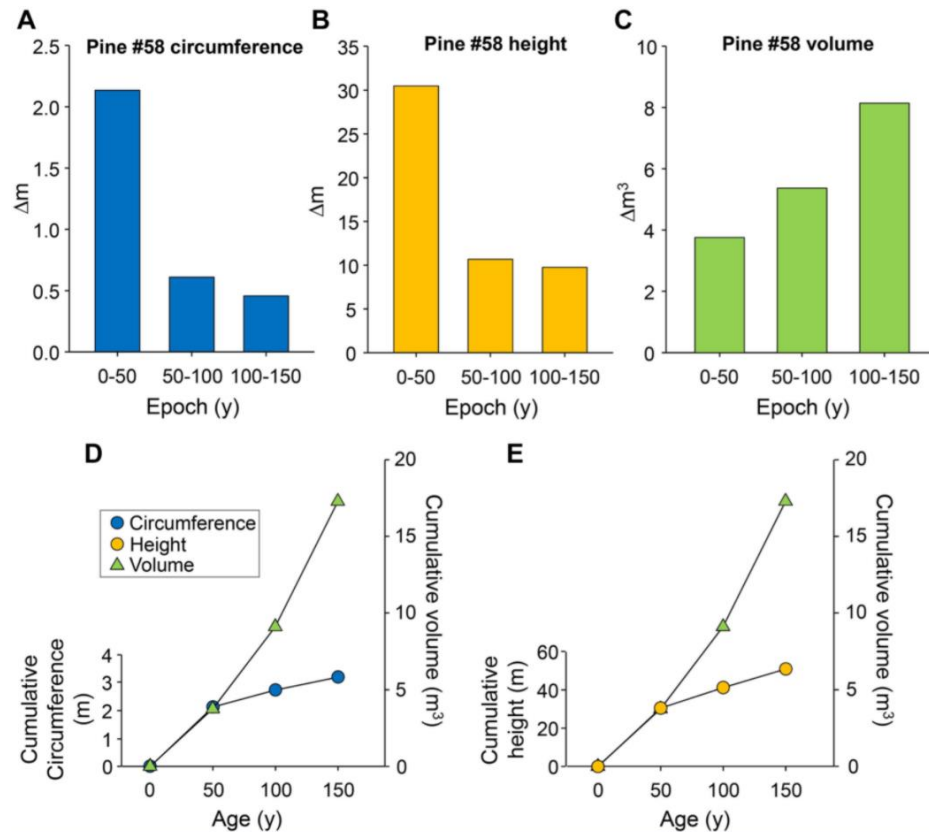 A
Pine #58 circumference
2.5
2.0
1.5
1.0
0.5
0.0
Δm
0-50 50-100 100-150
Epoch (y)
B
Pine #58 height
35
30
25
20
15
10
5
0
Δm
0-50 50-100 100-150
Epoch (y)
C
Pine #58 volume
10
8
6
4
2
0
Δm³
0-50 50-100 100-150
Epoch (y)
D
Circumference
Height
Volume
Cumulative
Circumference
(m)
4
3
2
1
0
20
15
10
5
0
Cumulative volume (m³)
0 50 100 150
Age (y)
E
Cumulative
height (m)
60
40
20
0
20
15
10
5
0
Cumulative volume (m³)
0 50 100 150
Age (y)